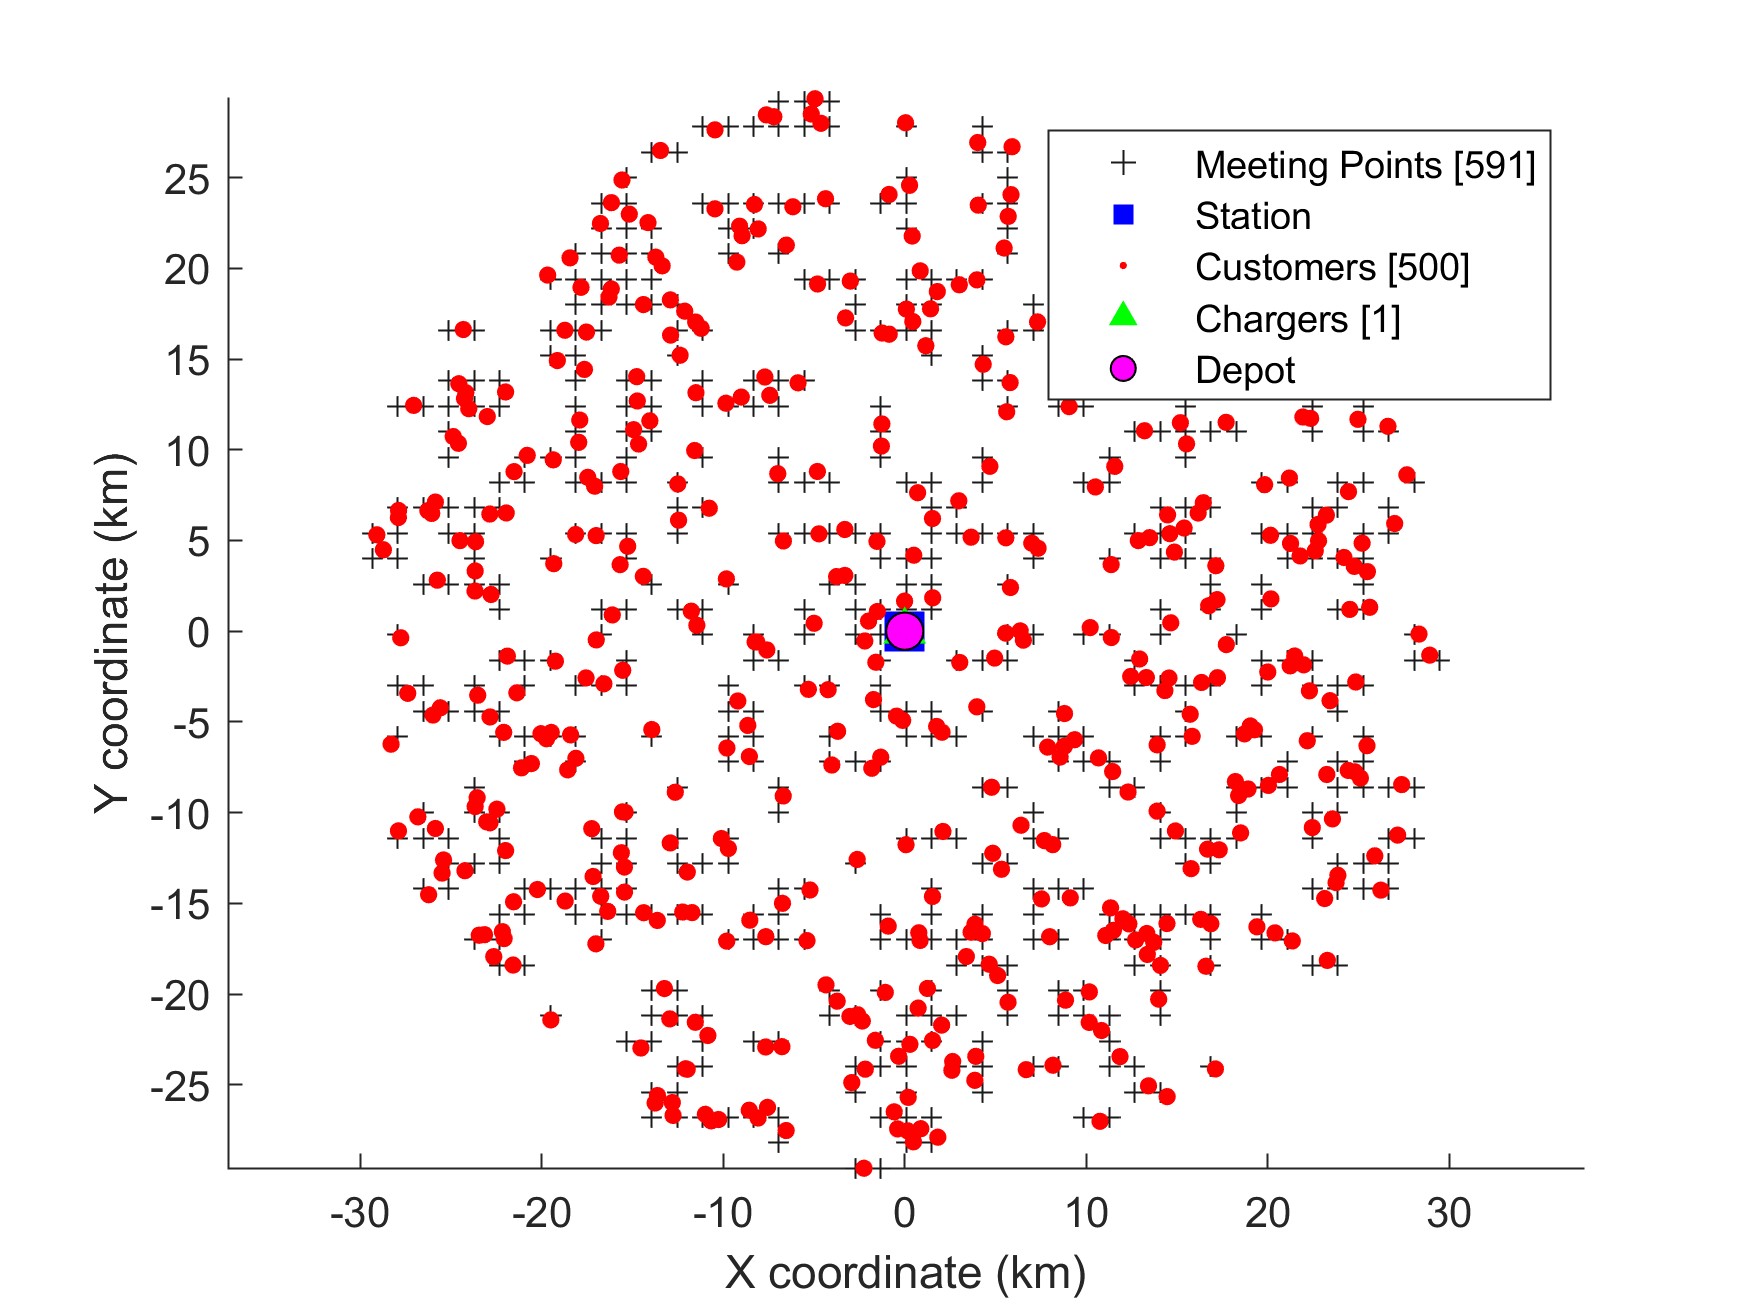 Meeting Points [591]
Station
Customers [500]
Chargers [1]
Depot
25
20
15
10
5
0
-5
-10
-15
-20
-25
Y coordinate (km)
-30 -20 -10 0 10 20 30
X coordinate (km)